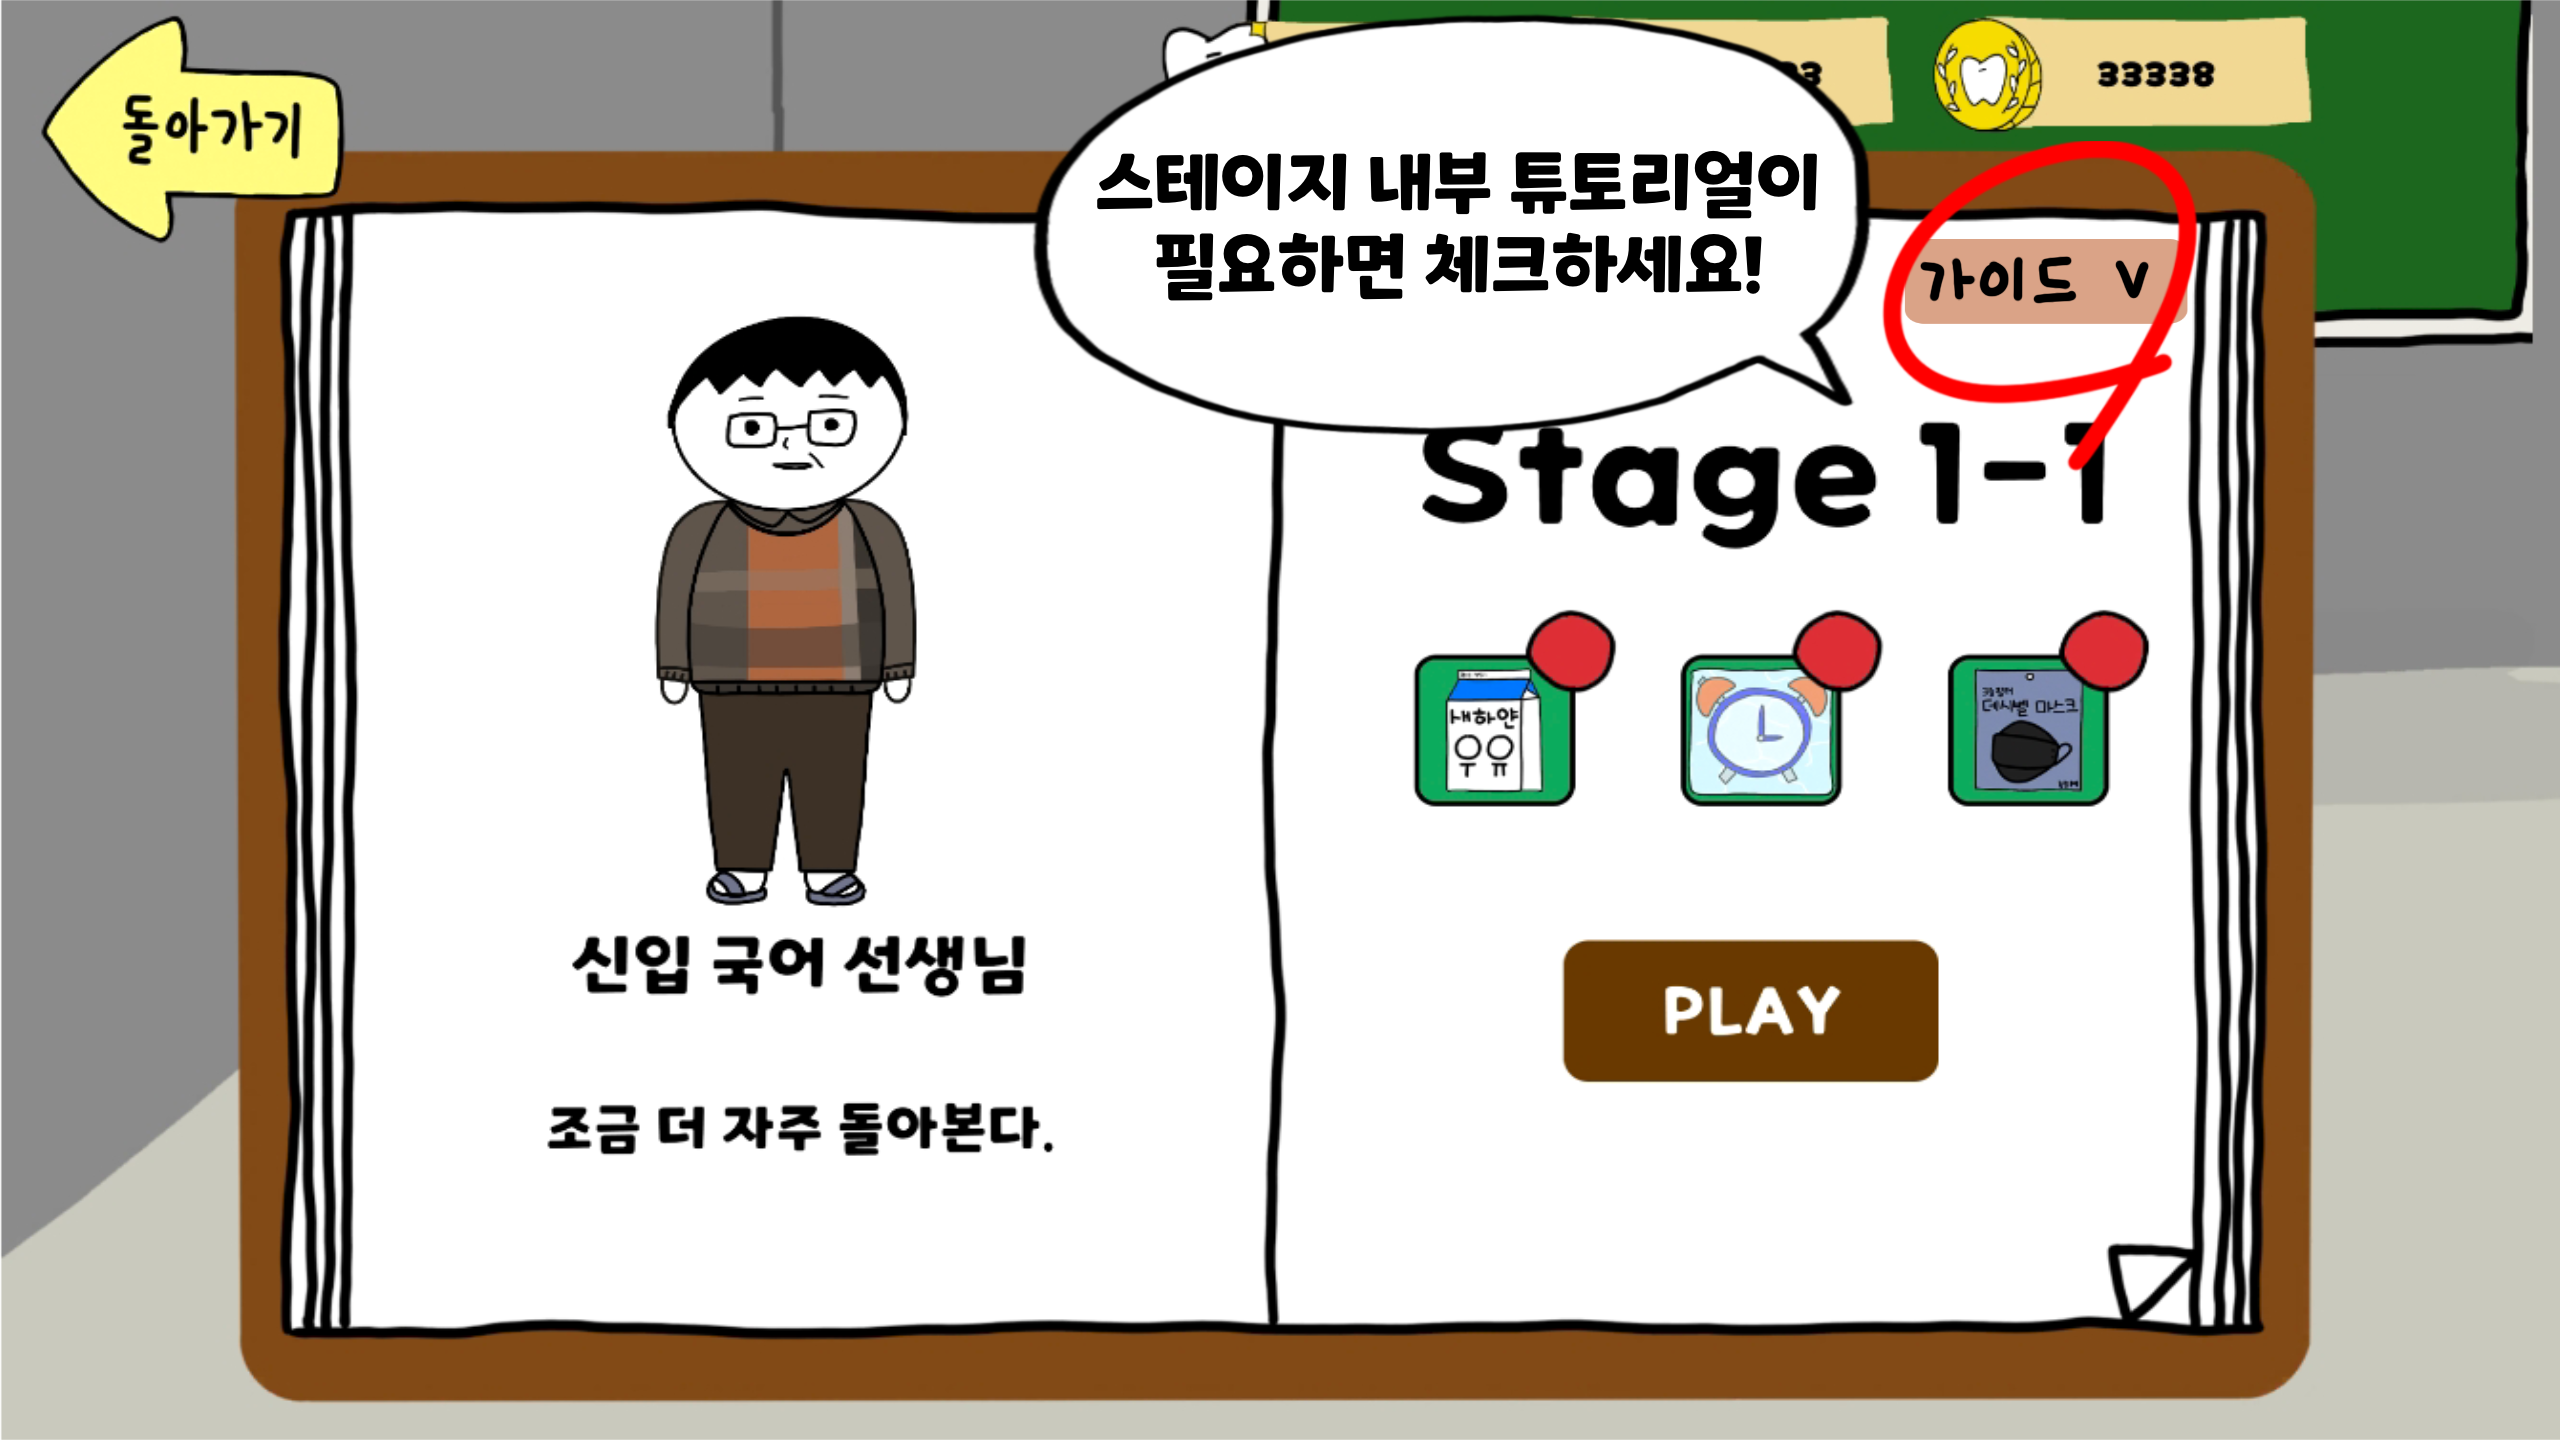 돌아가기
33338
스테이지 내부 튜토리얼이
필요하면 체크하세요!
가이드 V
Stage 1-1
새하얀
우유
데시벨 마스크
PLAY
신입 국어 선생님
조금 더 자주 돌아본다.